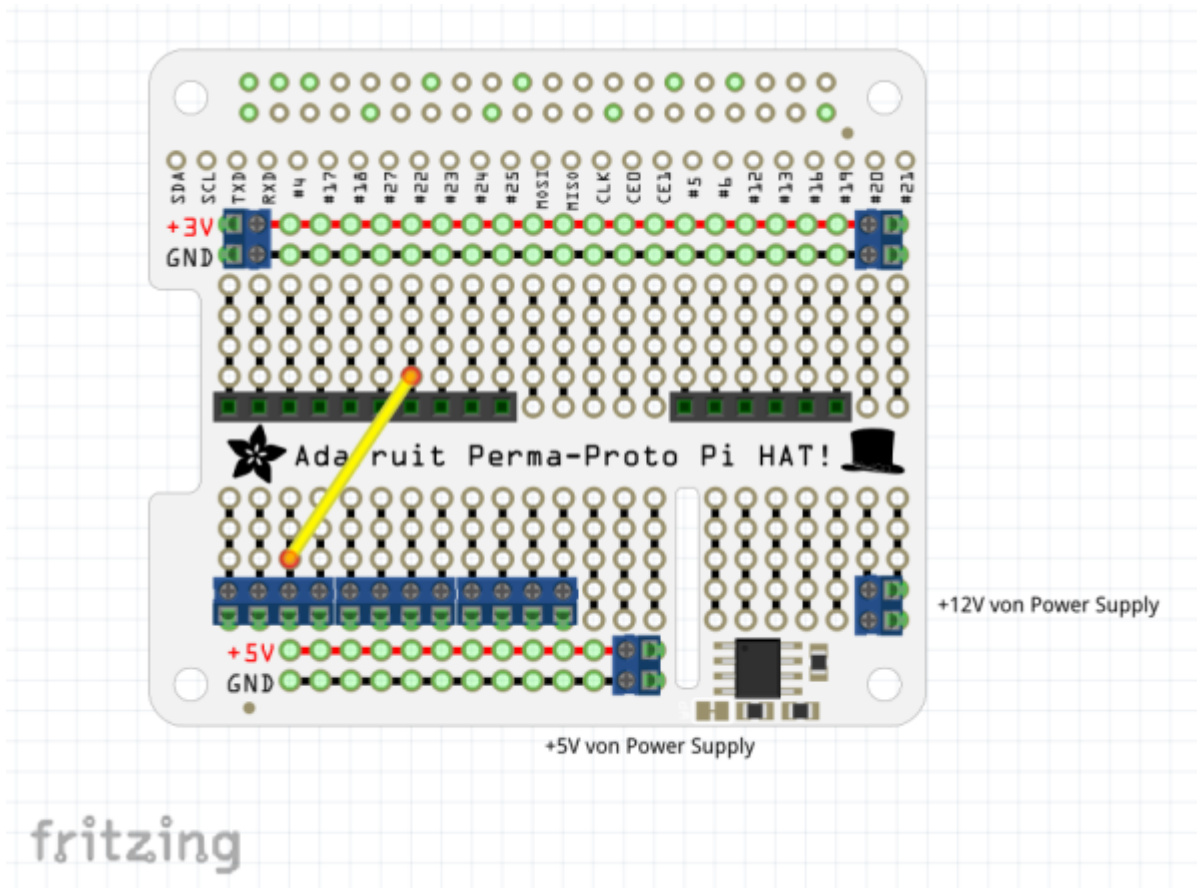 SDA SCL TXD RXD #4 #17 #18 #27 #22 #23 #24 #25 MOSI MISO CLK CE0 CE1 #5 #6 #12 #13 #16 #19 #20 #21
+3V
GND
Adafruit Perma-Proto Pi HAT!
+12V von Power Supply
+5V
GND
+5V von Power Supply
fritzing